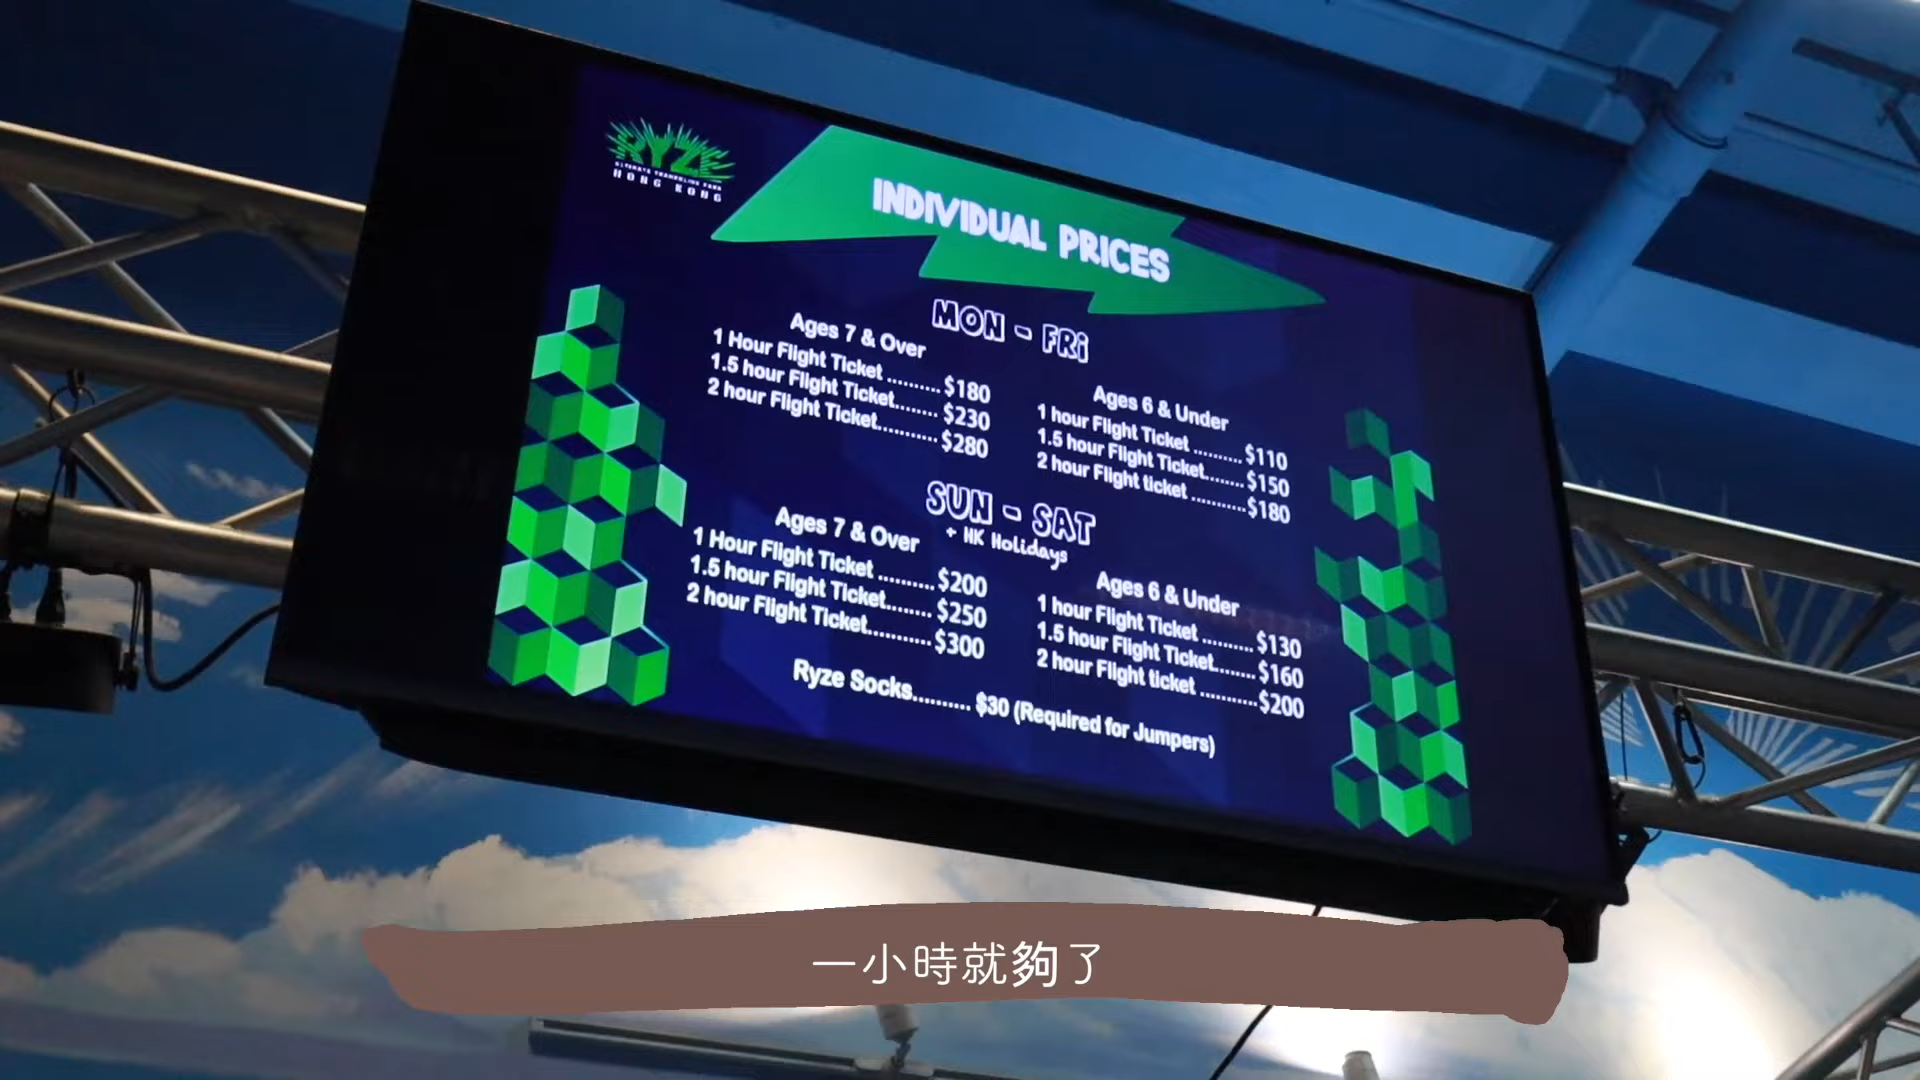 RYZE
ULTIMATE TRAMPOLINE PARK
HONG KONG
INDIVIDUAL PRICES
MON - FRi
Ages 7 & Over
1 Hour Flight Ticket .......... $180
1.5 hour Flight Ticket........ $230
2 hour Flight Ticket........... $280
Ages 6 & Under
1 hour Flight Ticket .......... $110
1.5 hour Flight Ticket........ $150
2 hour Flight ticket ........... $180
SUN - SAT
+ HK Holidays
Ages 7 & Over
1 Hour Flight Ticket .......... $200
1.5 hour Flight Ticket........ $250
2 hour Flight Ticket........... $300
Ages 6 & Under
1 hour Flight Ticket .......... $130
1.5 hour Flight Ticket........ $160
2 hour Flight ticket ........... $200
Ryze Socks.......... $30 (Required for Jumpers)
一小時就夠了